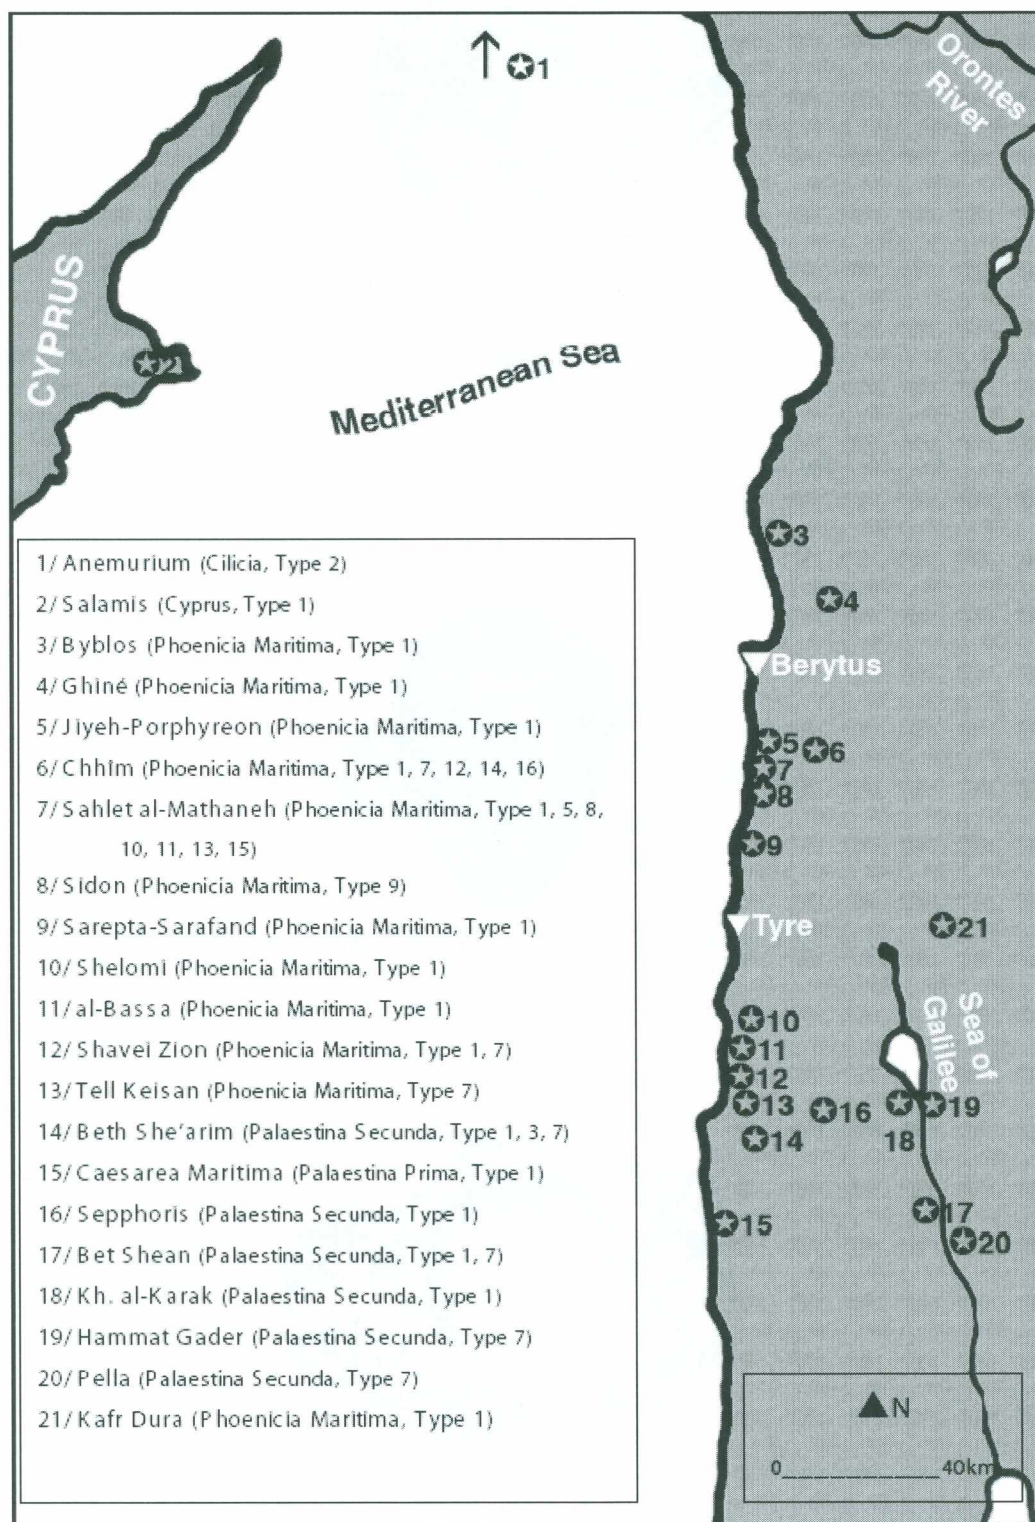 1
Orontes
River
CYPRUS
2
Mediterranean Sea
3
4
Berytus
5
6
7
8
9
Tyre
21
Sea of
Galilee
10
11
12
13
16
18
19
14
15
17
20
1/ Anemurium (Cilicia, Type 2)
2/ Salamis (Cyprus, Type 1)
3/ Byblos (Phoenicia Maritima, Type 1)
4/ Ghiné (Phoenicia Maritima, Type 1)
5/ Jiyeh-Porphyreon (Phoenicia Maritima, Type 1)
6/ Chhîm (Phoenicia Maritima, Type 1, 7, 12, 14, 16)
7/ Sahlet al-Mathaneh (Phoenicia Maritima, Type 1, 5, 8,
10, 11, 13, 15)
8/ Sidon (Phoenicia Maritima, Type 9)
9/ Sarepta-Sarafand (Phoenicia Maritima, Type 1)
10/ Shelomi (Phoenicia Maritima, Type 1)
11/ al-Bassa (Phoenicia Maritima, Type 1)
12/ Shavei Zion (Phoenicia Maritima, Type 1, 7)
13/ Tell Keisan (Phoenicia Maritima, Type 7)
14/ Beth She'arim (Palaestina Secunda, Type 1, 3, 7)
15/ Caesarea Maritima (Palaestina Prima, Type 1)
16/ Sepphoris (Palaestina Secunda, Type 1)
17/ Bet Shean (Palaestina Secunda, Type 1, 7)
18/ Kh. al-Karak (Palaestina Secunda, Type 1)
19/ Hammat Gader (Palaestina Secunda, Type 7)
20/ Pella (Palaestina Secunda, Type 7)
21/ Kafr Dura (Phoenicia Maritima, Type 1)
N
0 40km